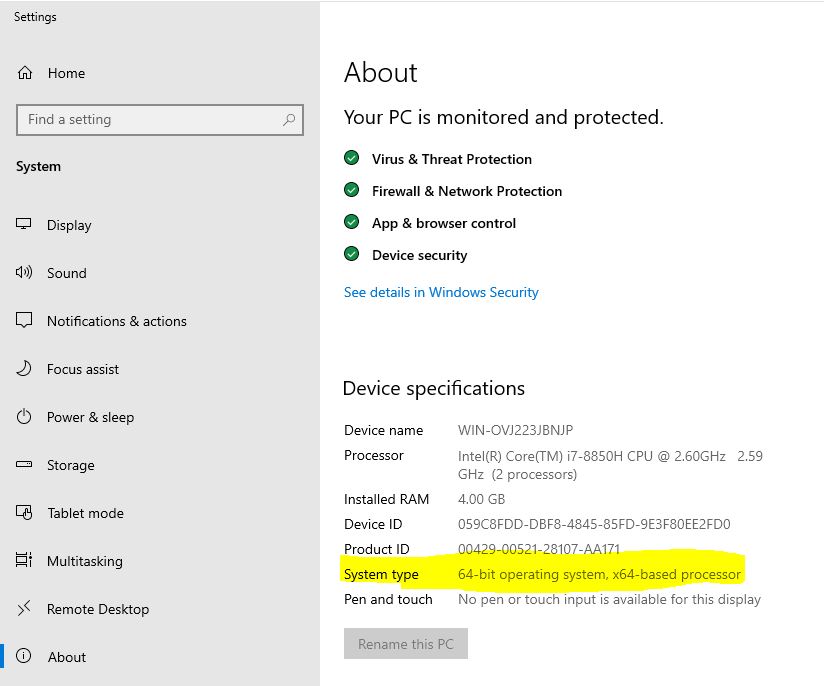 Settings
Home
Find a setting
System
Display
Sound
Notifications & actions
Focus assist
Power & sleep
Storage
Tablet mode
Multitasking
Remote Desktop
About
About
Your PC is monitored and protected.
Virus & Threat Protection
Firewall & Network Protection
App & browser control
Device security
See details in Windows Security
Device specifications
Device name WIN-OVJ223JBNJP
Processor Intel(R) Core(TM) i7-8850H CPU @ 2.60GHz 2.59
GHz (2 processors)
Installed RAM 4.00 GB
Device ID 059C8FDD-DBF8-4845-85FD-9E3F80EE2FD0
Product ID 00429-00521-28107-AA171
System type 64-bit operating system, x64-based processor
Pen and touch No pen or touch input is available for this display
Rename this PC